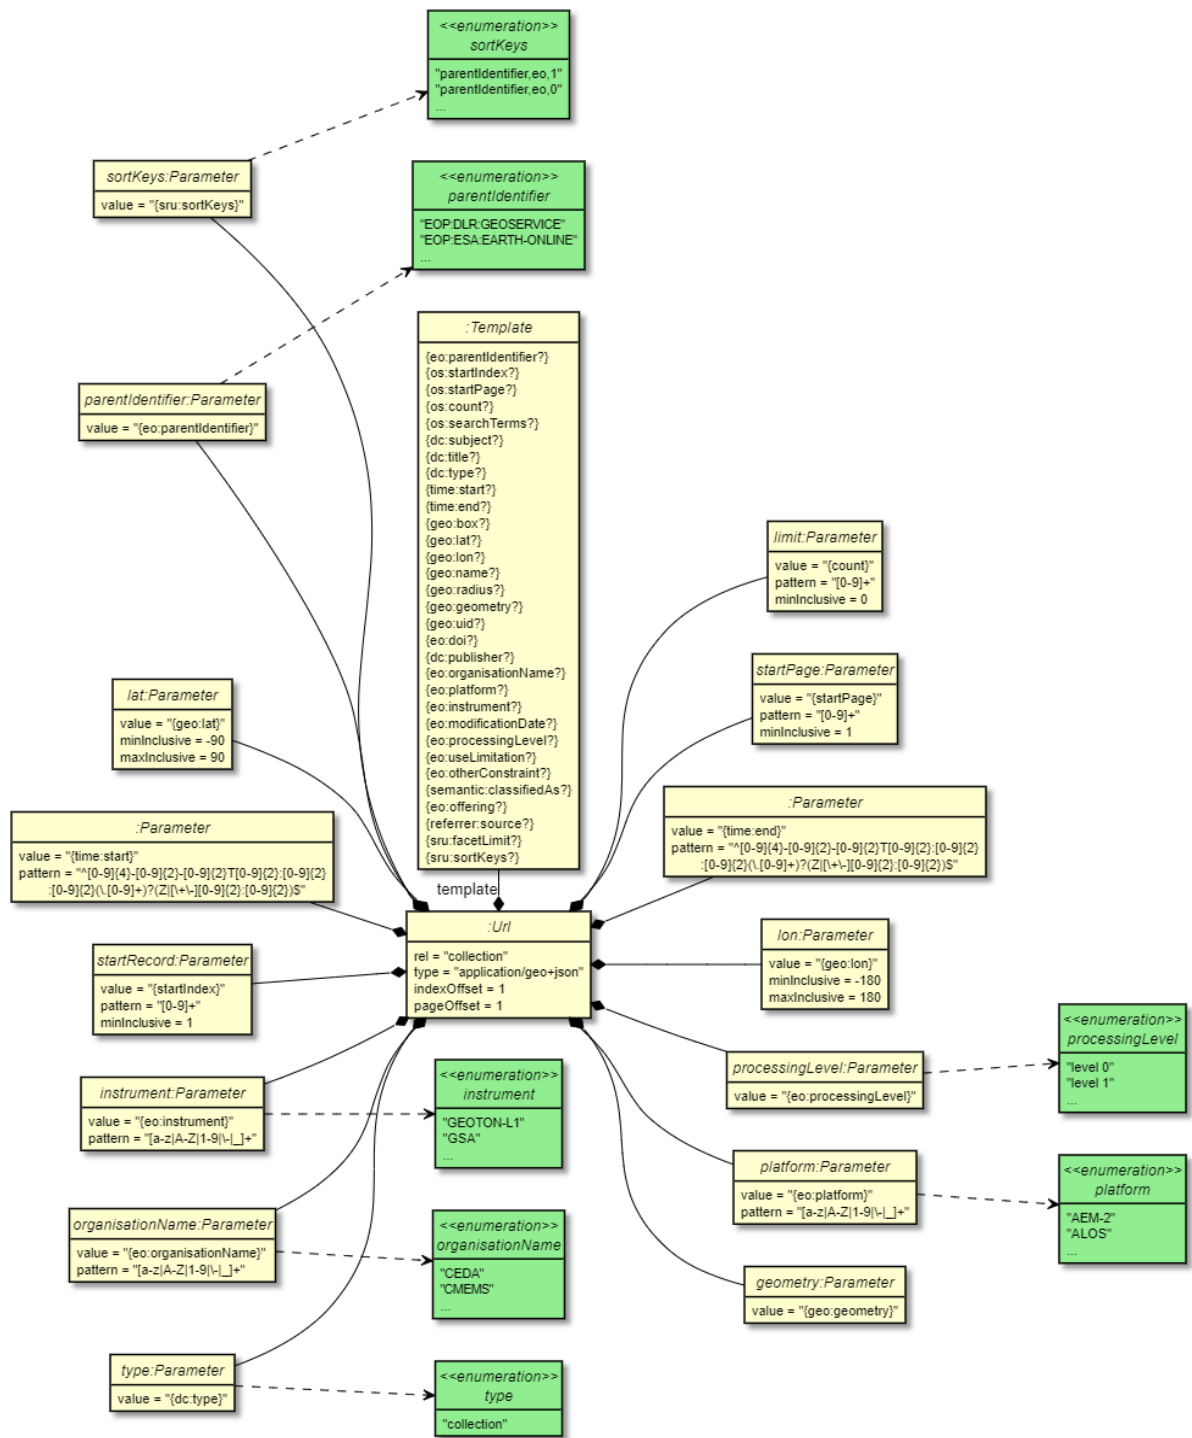 <<enumeration>>
sortKeys
"parentIdentifier,eo,1"
"parentIdentifier,eo,0"
...
sortKeys:Parameter
value = "{sru:sortKeys}"
<<enumeration>>
parentIdentifier
"EOP:DLR:GEOSERVICE"
"EOP:ESA:EARTH-ONLINE"
...
:Template
{eo:parentIdentifier?}
{os:startIndex?}
{os:startPage?}
{os:count?}
{os:searchTerms?}
{dc:subject?}
{dc:title?}
{dc:type?}
{time:start?}
{time:end?}
{geo:box?}
{geo:lat?}
{geo:lon?}
{geo:name?}
{geo:radius?}
{geo:geometry?}
{geo:uid?}
{eo:doi?}
{dc:publisher?}
{eo:organisationName?}
{eo:platform?}
{eo:instrument?}
{eo:modificationDate?}
{eo:processingLevel?}
{eo:useLimitation?}
{eo:otherConstraint?}
{semantic:classifiedAs?}
{eo:offering?}
{referrer:source?}
{sru:facetLimit?}
{sru:sortKeys?}
parentIdentifier:Parameter
value = "{eo:parentIdentifier}"
limit:Parameter
value = "{count}"
pattern = "[0-9]+"
minInclusive = 0
startPage:Parameter
value = "{startPage}"
pattern = "[0-9]+"
minInclusive = 1
lat:Parameter
value = "{geo:lat}"
minInclusive = -90
maxInclusive = 90
:Parameter
value = "{time:start}"
pattern = "^[0-9]{4}-[0-9]{2}-[0-9]{2}T[0-9]{2}:[0-9]{2}
:[0-9]{2}(\.[0-9]+)?(Z|[\+\-][0-9]{2}:[0-9]{2})$"
:Parameter
value = "{time:end}"
pattern = "^[0-9]{4}-[0-9]{2}-[0-9]{2}T[0-9]{2}:[0-9]{2}
:[0-9]{2}(\.[0-9]+)?(Z|[\+\-][0-9]{2}:[0-9]{2})$"
template
:Url
rel = "collection"
type = "application/geo+json"
indexOffset = 1
pageOffset = 1
startRecord:Parameter
value = "{startIndex}"
pattern = "[0-9]+"
minInclusive = 1
lon:Parameter
value = "{geo:lon}"
minInclusive = -180
maxInclusive = 180
instrument:Parameter
value = "{eo:instrument}"
pattern = "[a-z|A-Z|1-9|\-|_]+"
<<enumeration>>
instrument
"GEOTON-L1"
"GSA"
...
processingLevel:Parameter
value = "{eo:processingLevel}"
<<enumeration>>
processingLevel
"level 0"
"level 1"
...
platform:Parameter
value = "{eo:platform}"
pattern = "[a-z|A-Z|1-9|\-|_]+"
<<enumeration>>
platform
"AEM-2"
"ALOS"
...
organisationName:Parameter
value = "{eo:organisationName}"
pattern = "[a-z|A-Z|1-9|\-|_]+"
<<enumeration>>
organisationName
"CEDA"
"CMEMS"
...
geometry:Parameter
value = "{geo:geometry}"
type:Parameter
value = "{dc:type}"
<<enumeration>>
type
"collection"